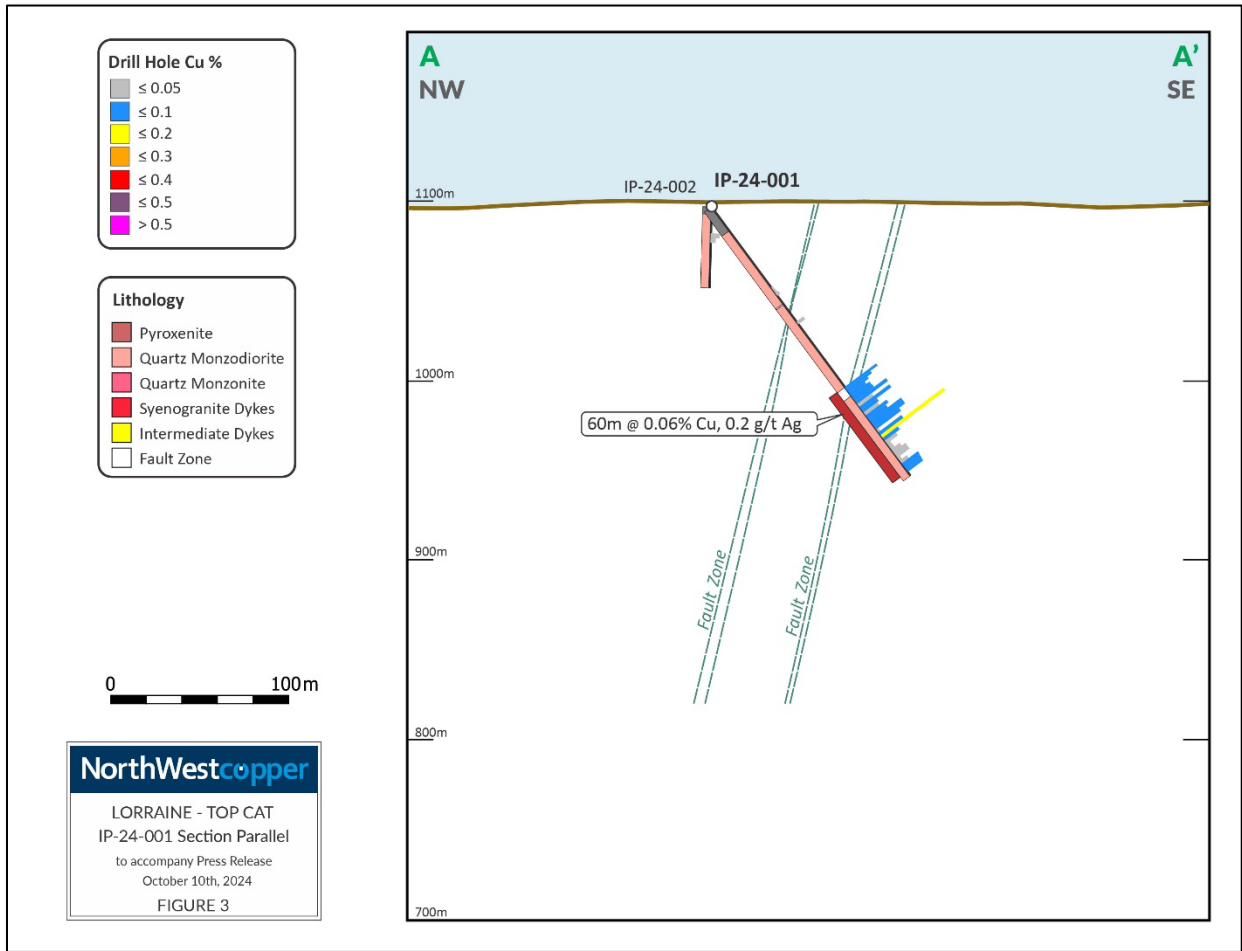 Drill Hole Cu %
≤ 0.05
≤ 0.1
≤ 0.2
≤ 0.3
≤ 0.4
≤ 0.5
> 0.5
Lithology
Pyroxenite
Quartz Monzodiorite
Quartz Monzonite
Syenogranite Dykes
Intermediate Dykes
Fault Zone
0 100m
NorthWestcopper
LORRAINE - TOP CAT
IP-24-001 Section Parallel
to accompany Press Release
October 10th, 2024
FIGURE 3
A A’
NW SE
IP-24-002 IP-24-001
1100m
1000m
60m @ 0.06% Cu, 0.2 g/t Ag
900m
Fault Zone
Fault Zone
800m
700m